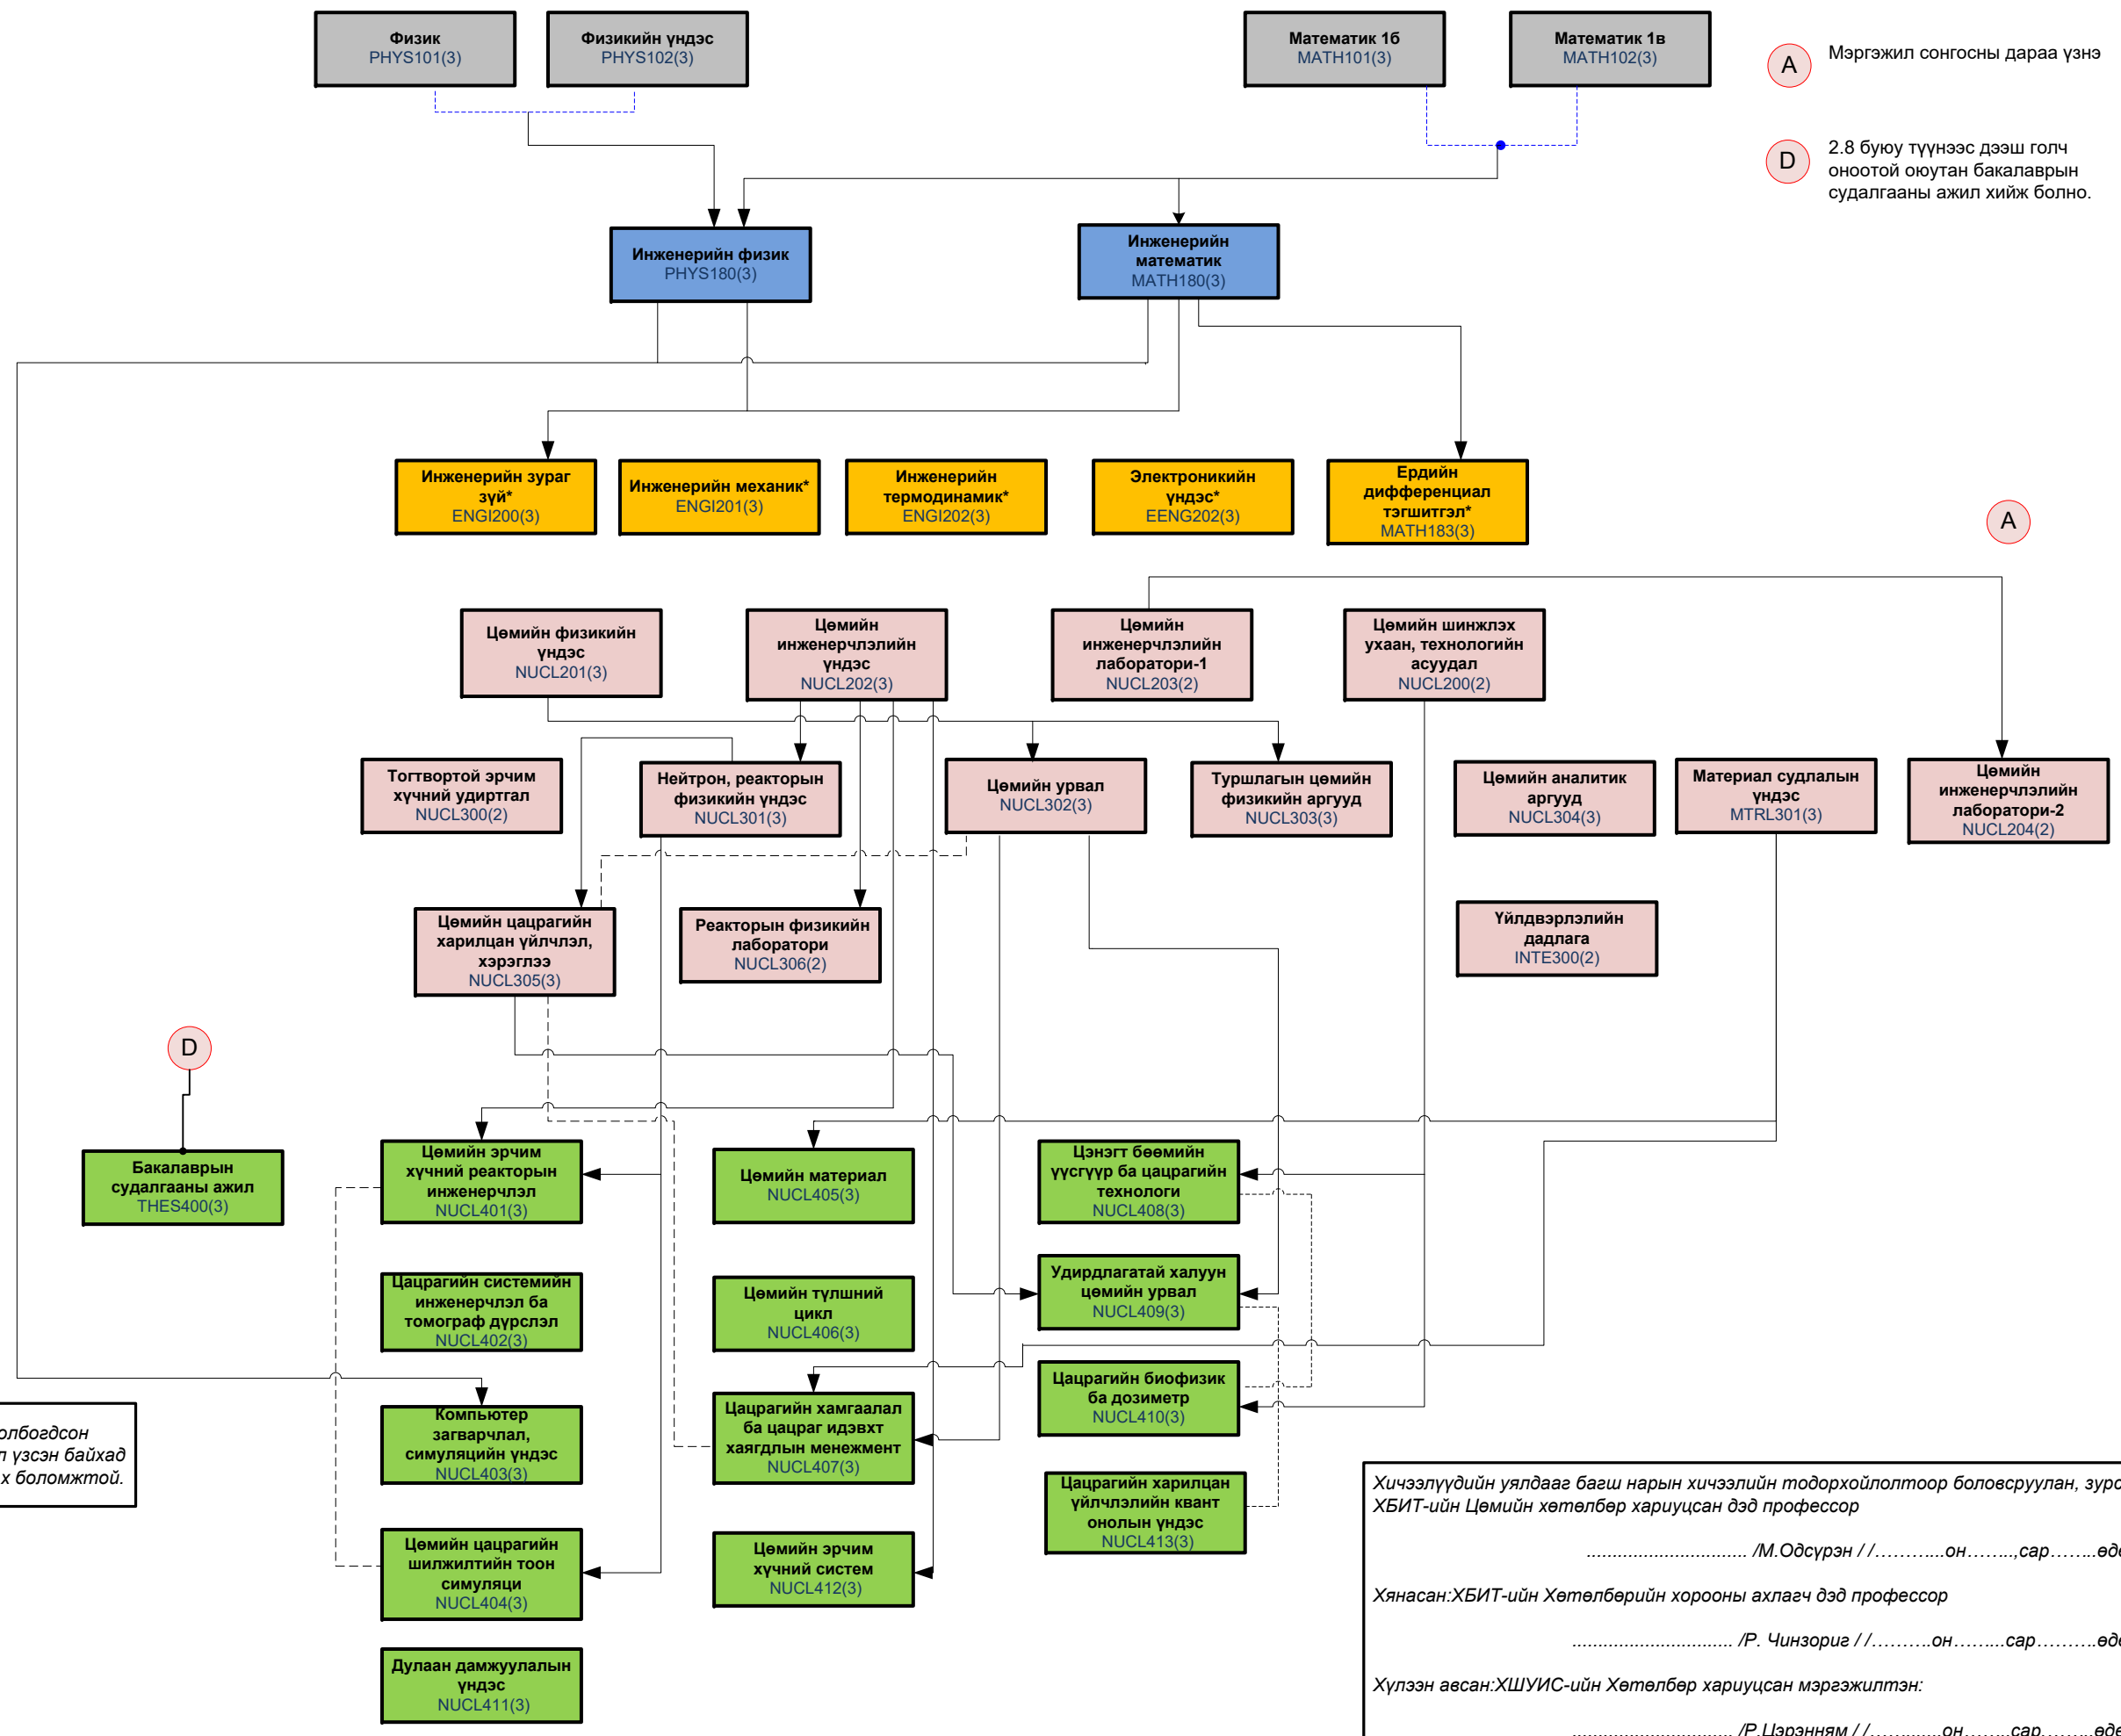 Физик
PHYS101(3)
Физикийн үндэс
PHYS102(3)
Математик 1б
MATH101(3)
Математик 1в
MATH102(3)
A
Мэргэжил сонгосны дараа үзнэ
D
2.8 буюу түүнээс дээш голч
оноотой оюутан бакалаврын
судалгааны ажил хийж болно.
Инженерийн физик
PHYS180(3)
Инженерийн
математик
MATH180(3)
Инженерийн зураг
зүй*
ENGI200(3)
Инженерийн механик*
ENGI201(3)
Инженерийн
термодинамик*
ENGI202(3)
Электроникийн
үндэс*
EENG202(3)
Ердийн
дифференциал
тэгшитгэл*
MATH183(3)
A
Цөмийн физикийн
үндэс
NUCL201(3)
Цөмийн
инженерчлэлийн
үндэс
NUCL202(3)
Цөмийн
инженерчлэлийн
лаборатори-1
NUCL203(2)
Цөмийн шинжлэх
ухаан, технологийн
асуудал
NUCL200(2)
Тогтвортой эрчим
хүчний удиртгал
NUCL300(2)
Нейтрон, реакторын
физикийн үндэс
NUCL301(3)
Цөмийн урвал
NUCL302(3)
Туршлагын цөмийн
физикийн аргууд
NUCL303(3)
Цөмийн аналитик
аргууд
NUCL304(3)
Материал судлалын
үндэс
MTRL301(3)
Цөмийн
инженерчлэлийн
лаборатори-2
NUCL204(2)
Цөмийн цацрагийн
харилцан үйлчлэл,
хэрэглээ
NUCL305(3)
Реакторын физикийн
лаборатори
NUCL306(2)
Үйлдвэрлэлийн
дадлага
INTE300(2)
D
Бакалаврын
судалгааны ажил
THES400(3)
Цөмийн эрчим
хүчний реакторын
инженерчлэл
NUCL401(3)
Цөмийн материал
NUCL405(3)
Цэнэгт бөөмийн
үүсгүүр ба цацрагийн
технологи
NUCL408(3)
Цацрагийн системийн
инженерчлэл ба
томограф дүрслэл
NUCL402(3)
Цөмийн түлшний
цикл
NUCL406(3)
Удирдлагатай халуун
цөмийн урвал
NUCL409(3)
Компьютер
загварчлал,
симуляцийн үндэс
NUCL403(3)
Цацрагийн хамгаалал
ба цацраг идэвхт
хаягдлын менежмент
NUCL407(3)
Цацрагийн биофизик
ба дозиметр
NUCL410(3)
Цацрагийн харилцан
үйлчлэлийн квант
онолын үндэс
NUCL413(3)
Цөмийн цацрагийн
шилжилтийн тоон
симуляци
NUCL404(3)
Цөмийн эрчим
хүчний систем
NUCL412(3)
Дулаан дамжуулалын
үндэс
NUCL411(3)
олбогдсон
л үзсэн байхад
х боломжтой.
Хичээлүүдийн уялдааг багш нарын хичээлийн тодорхойлолтоор боловсруулан, зурс
ХБИТ-ийн Цөмийн хөтөлбөр хариуцсан дэд профессор
............................... /М.Одсүрэн / /.............он........,сар........өдө
Хянасан:ХБИТ-ийн Хөтөлбөрийн хорооны ахлагч дэд профессор
............................... /Р. Чинзориг / /..........он.........сар..........өдө
Хүлээн авсан:ХШУИС-ийн Хөтөлбөр хариуцсан мэргэжилтэн:
............................... /Р.Цэрэнням / /............он........сар.........өдө